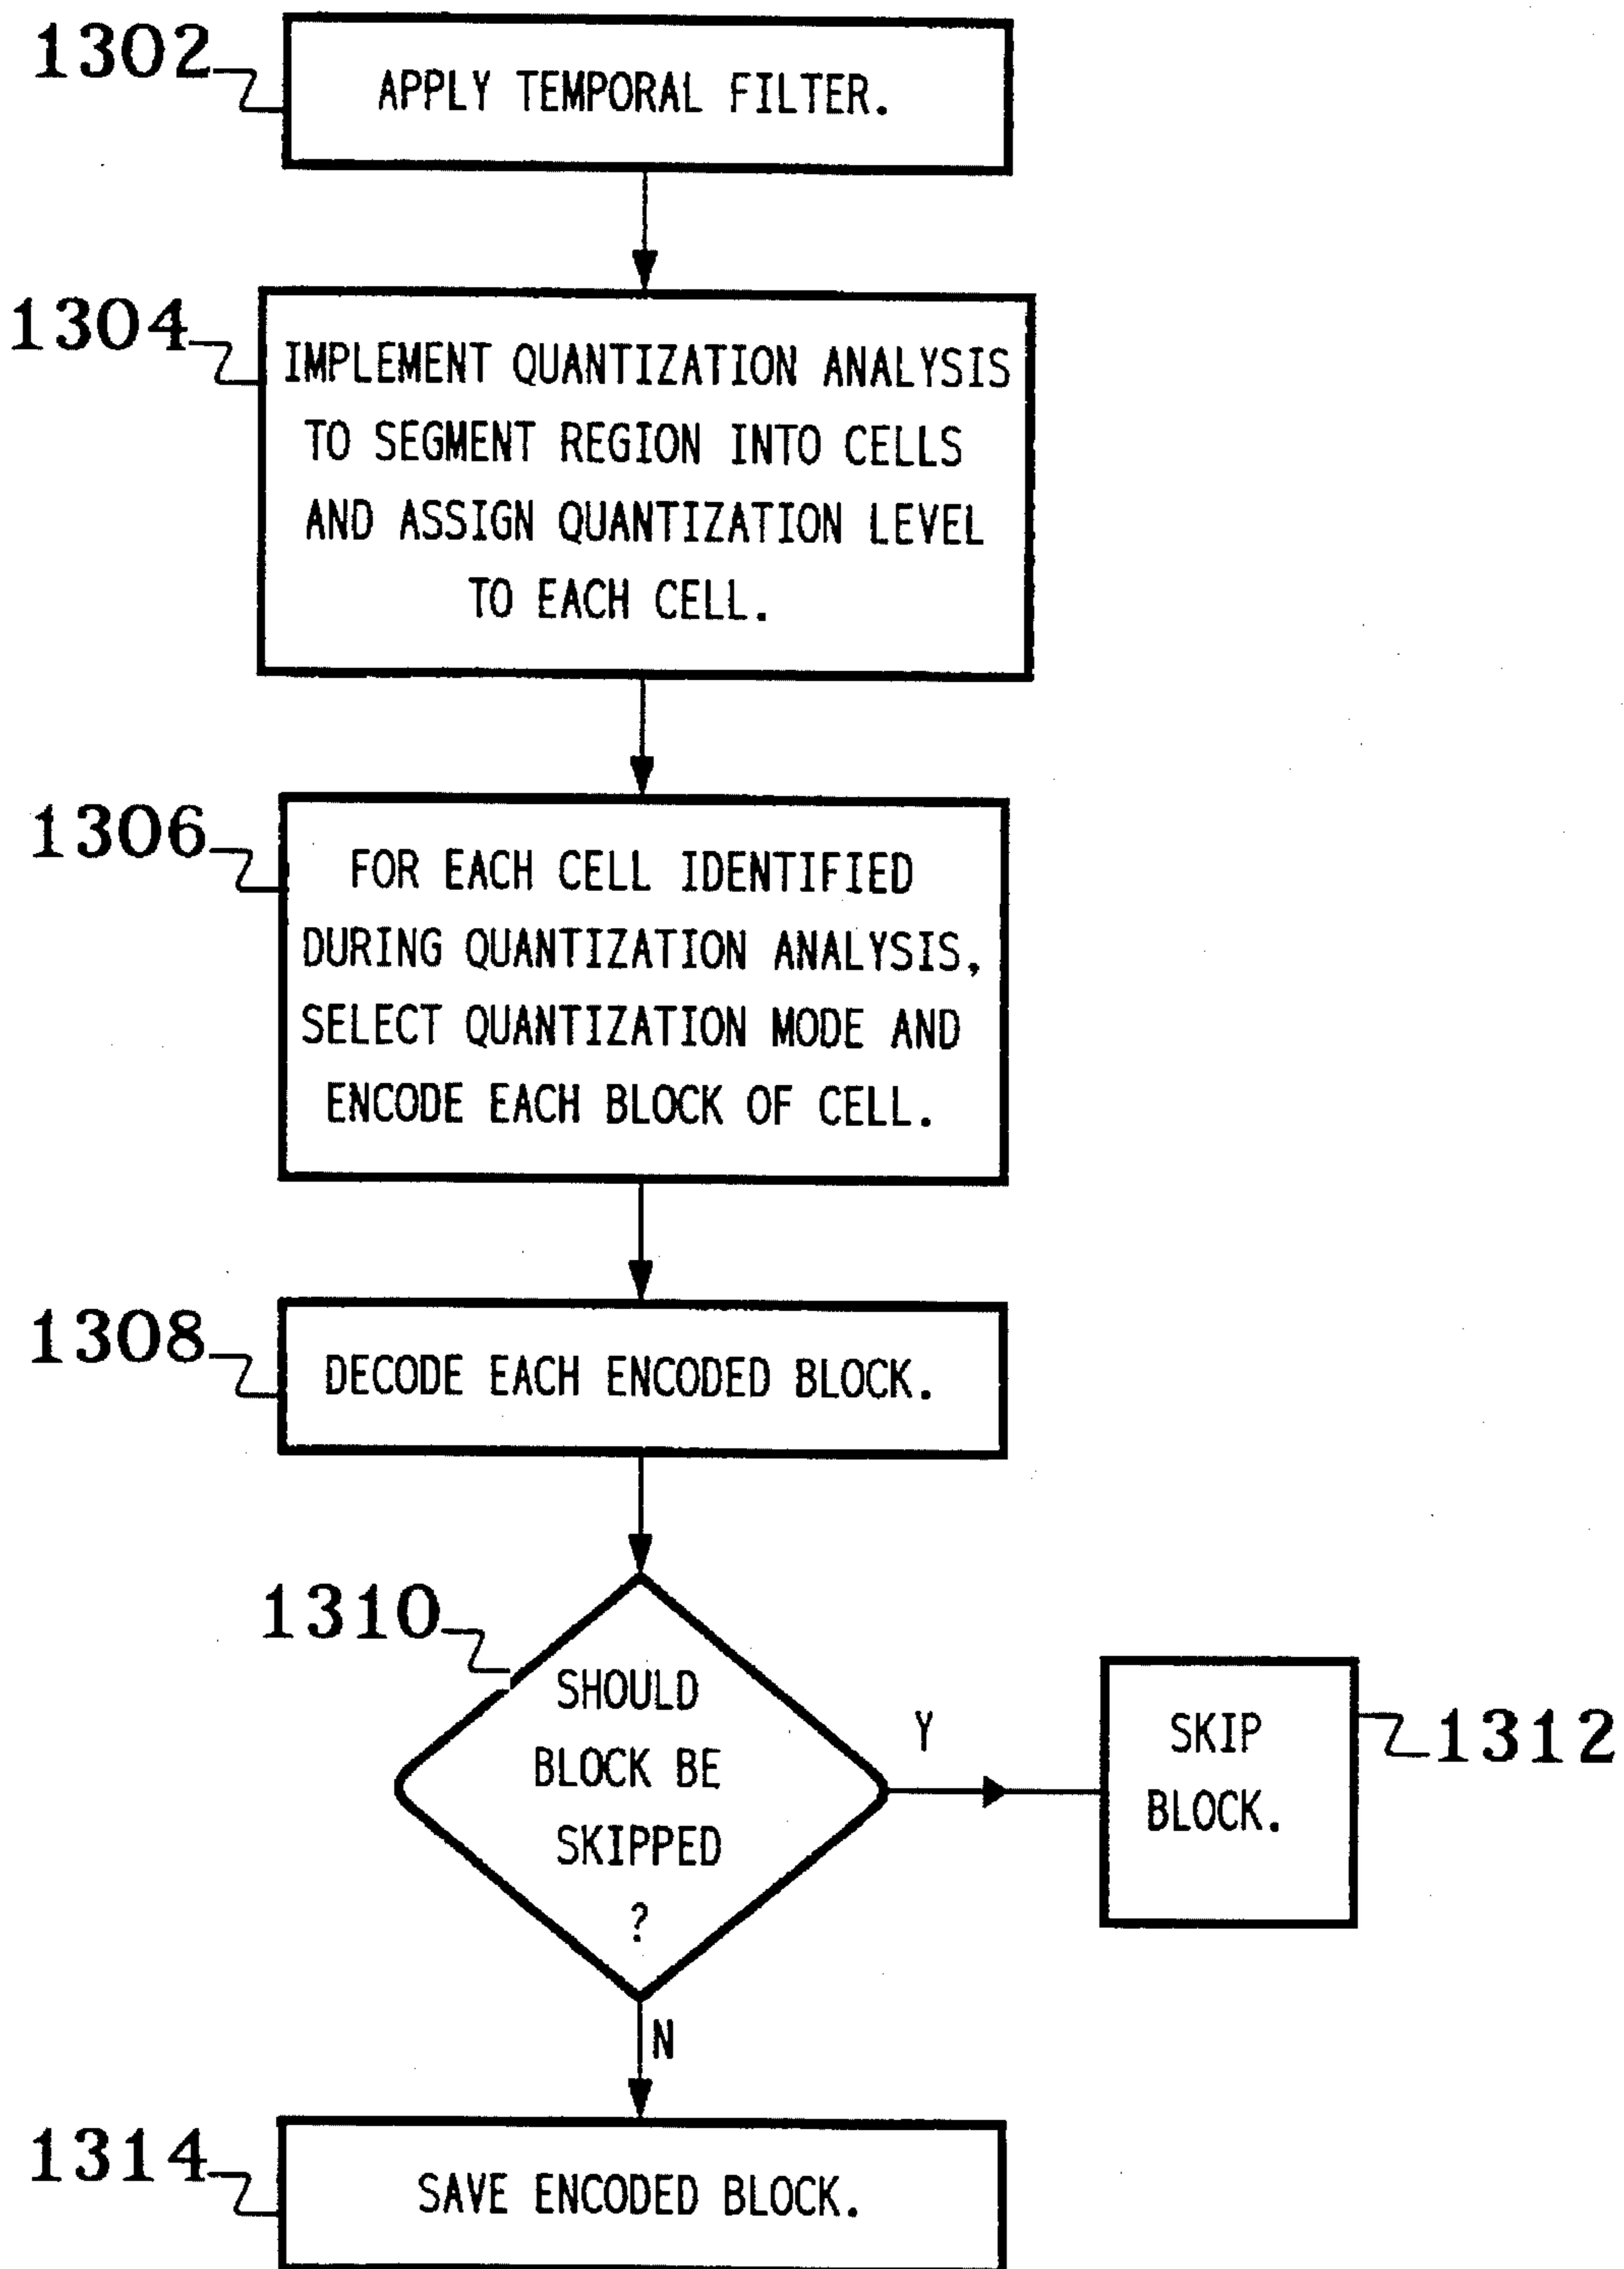 1302
APPLY TEMPORAL FILTER.
1304
IMPLEMENT QUANTIZATION ANALYSIS
TO SEGMENT REGION INTO CELLS
AND ASSIGN QUANTIZATION LEVEL
TO EACH CELL.
1306
FOR EACH CELL IDENTIFIED
DURING QUANTIZATION ANALYSIS,
SELECT QUANTIZATION MODE AND
ENCODE EACH BLOCK OF CELL.
1308
DECODE EACH ENCODED BLOCK.
1310
SHOULD
BLOCK BE
SKIPPED
?
Y
SKIP
BLOCK.
1312
N
1314
SAVE ENCODED BLOCK.